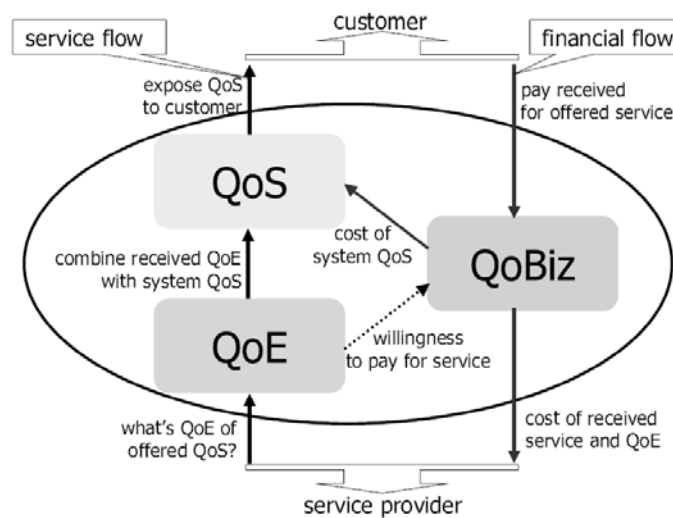 customer
service flow
financial flow
expose QoS
to customer
pay received
for offered service
QoS
cost of
system QoS
QoBiz
combine received QoE
with system QoS
QoE
willingness
to pay for service
what's QoE of
offered QoS?
cost of received
service and QoE
service provider